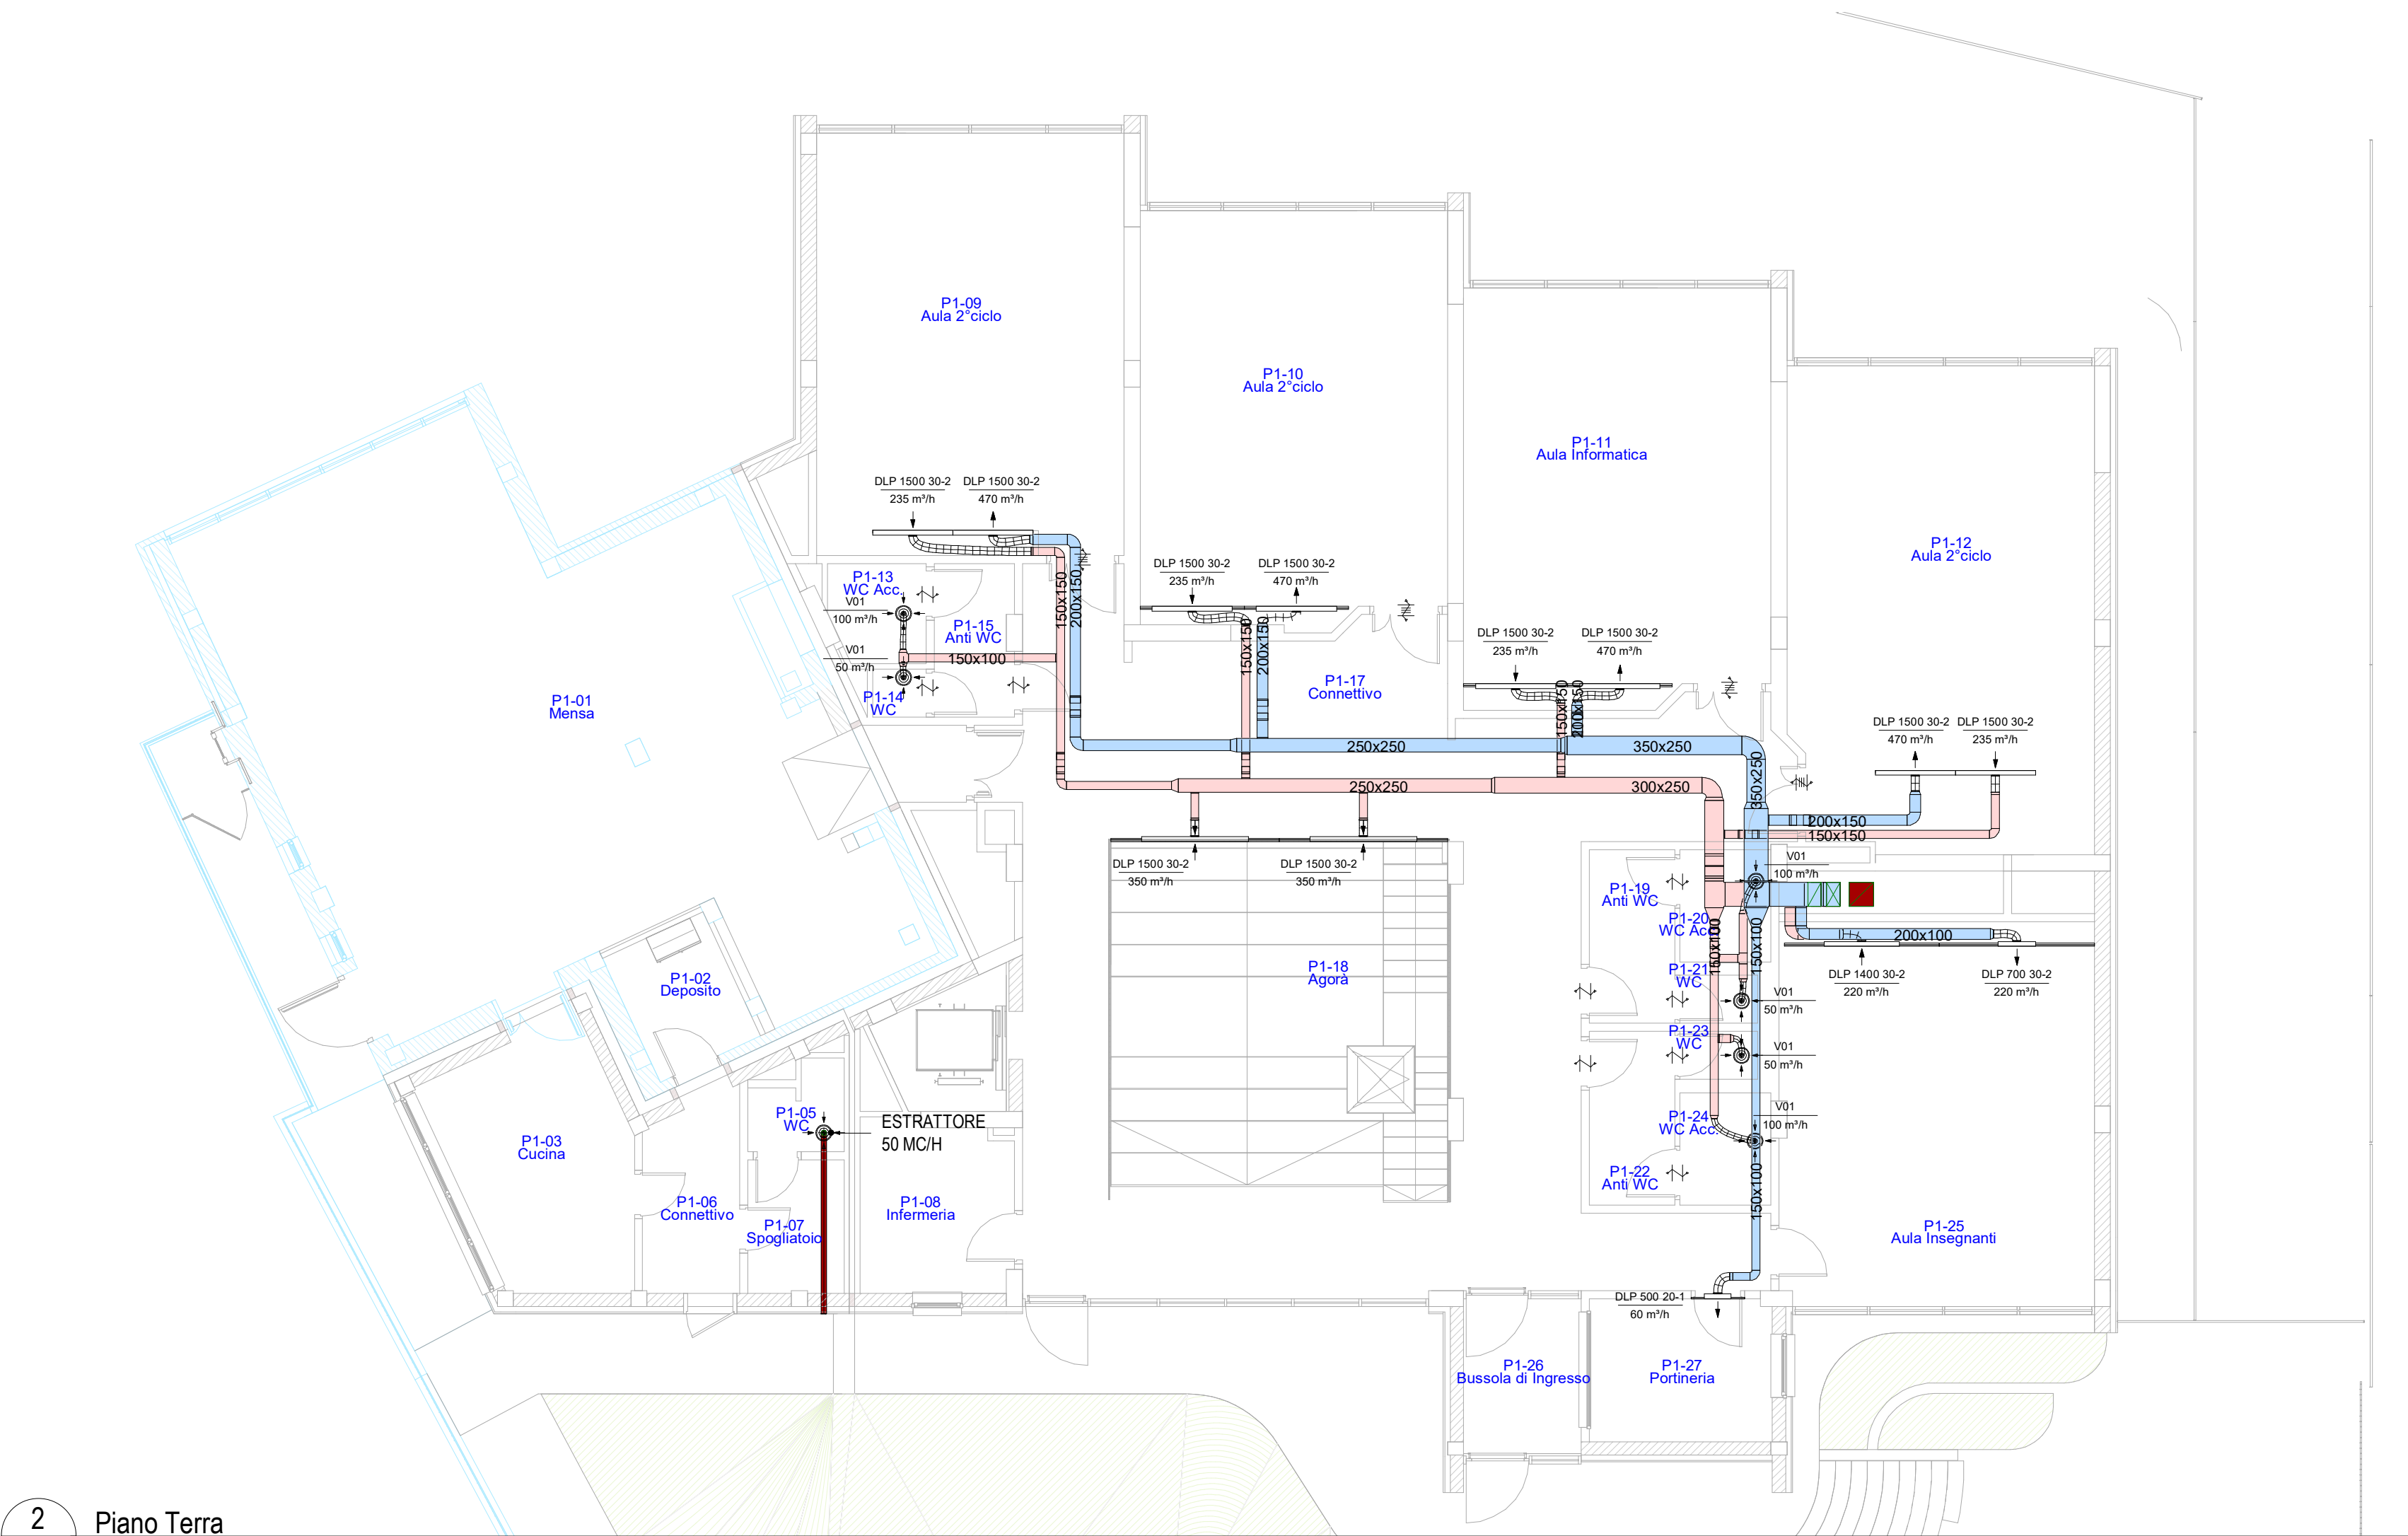 P1-09
Aula 2°ciclo
P1-10
Aula 2°ciclo
P1-11
Aula Informatica
P1-12
Aula 2°ciclo
DLP 1500 30-2
235 m³/h
DLP 1500 30-2
470 m³/h
DLP 1500 30-2
235 m³/h
DLP 1500 30-2
470 m³/h
DLP 1500 30-2
235 m³/h
DLP 1500 30-2
470 m³/h
DLP 1500 30-2
470 m³/h
DLP 1500 30-2
235 m³/h
P1-13
WC Acc.
V01
100 m³/h
P1-15
Anti WC
V01
50 m³/h
150x100
P1-14
WC
150x150
200x150
150x150
200x150
150x150
200x150
P1-17
Connettivo
P1-01
Mensa
250x250
350x250
350x250
250x250
300x250
200x150
150x150
DLP 1500 30-2
350 m³/h
DLP 1500 30-2
350 m³/h
V01
100 m³/h
P1-19
Anti WC
P1-20
WC Acc.
150x100
150x100
200x100
P1-18
Agorà
P1-21
WC
DLP 1400 30-2
220 m³/h
DLP 700 30-2
220 m³/h
P1-02
Deposito
V01
50 m³/h
P1-23
WC
V01
50 m³/h
P1-05
WC
ESTRATTORE
50 MC/H
P1-24
WC Acc.
V01
100 m³/h
P1-03
Cucina
P1-22
Anti WC
150x100
P1-06
Connettivo
P1-07
Spogliatoio
P1-08
Infermeria
P1-25
Aula Insegnanti
DLP 500 20-1
60 m³/h
P1-26
Bussola di Ingresso
P1-27
Portineria
2
Piano Terra